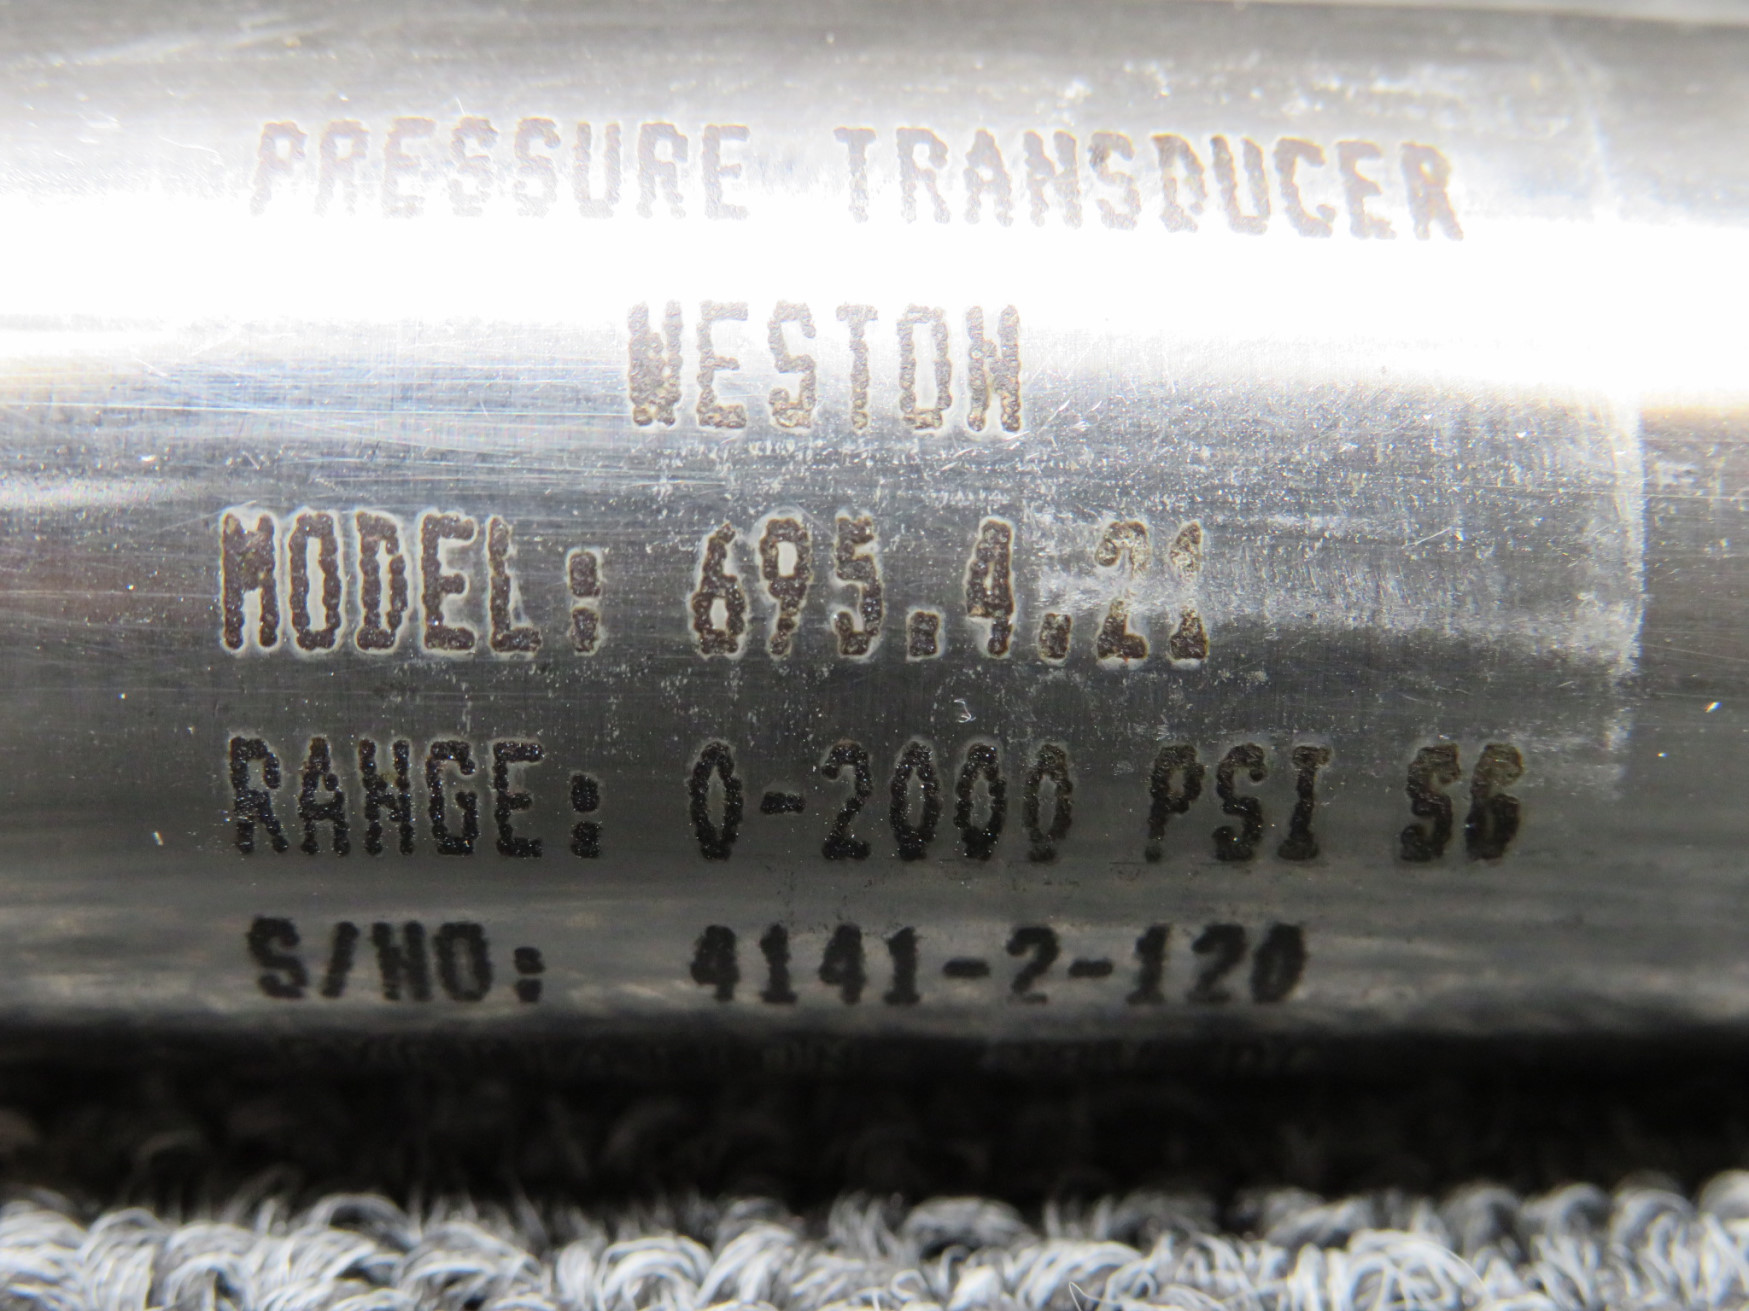 PRESSURE TRANSDUCER
WESTON
MODEL: 695.4.21
RANGE: 0-2000 PSI SG
S/NO: 4141-2-120